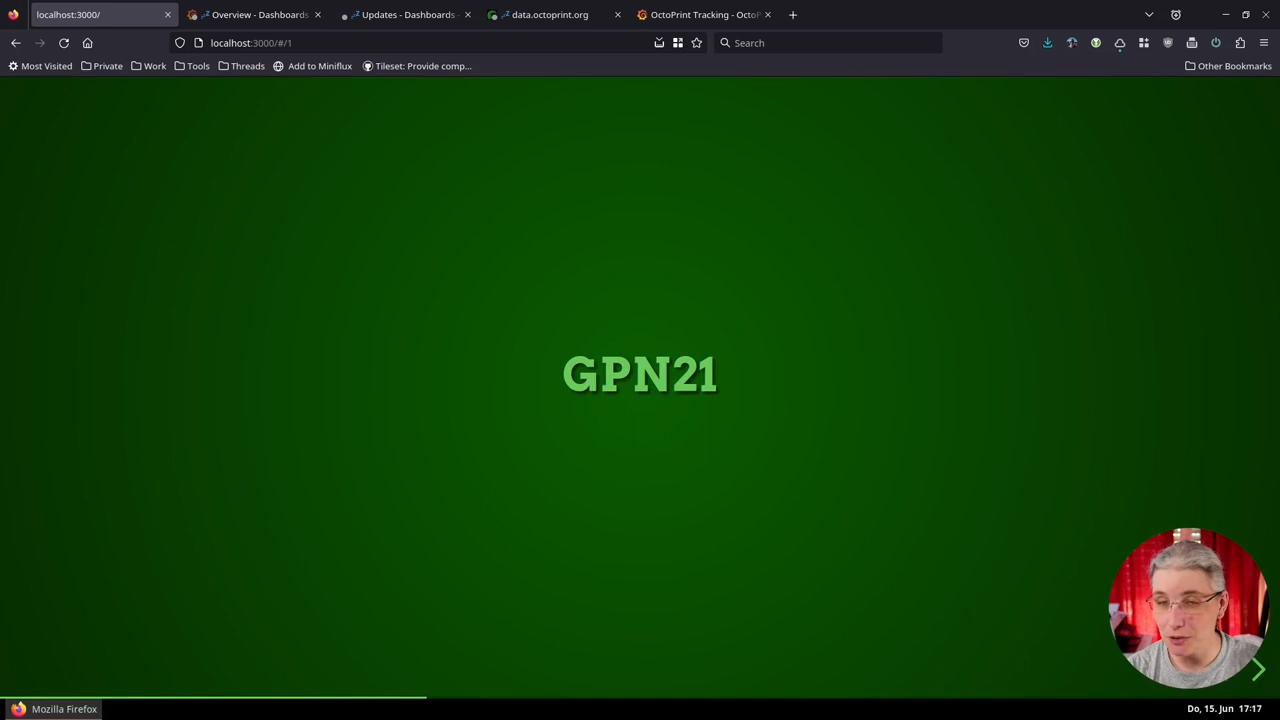 localhost:3000/
Overview - Dashboards
Updates - Dashboards
data.octoprint.org
OctoPrint Tracking - OctoP
localhost:3000/#/1
Search
Most Visited
Private
Work
Tools
Threads
Add to Miniflux
Tileset: Provide comp...
Other Bookmarks
GPN21
Mozilla Firefox
Do, 15. Jun 17:17